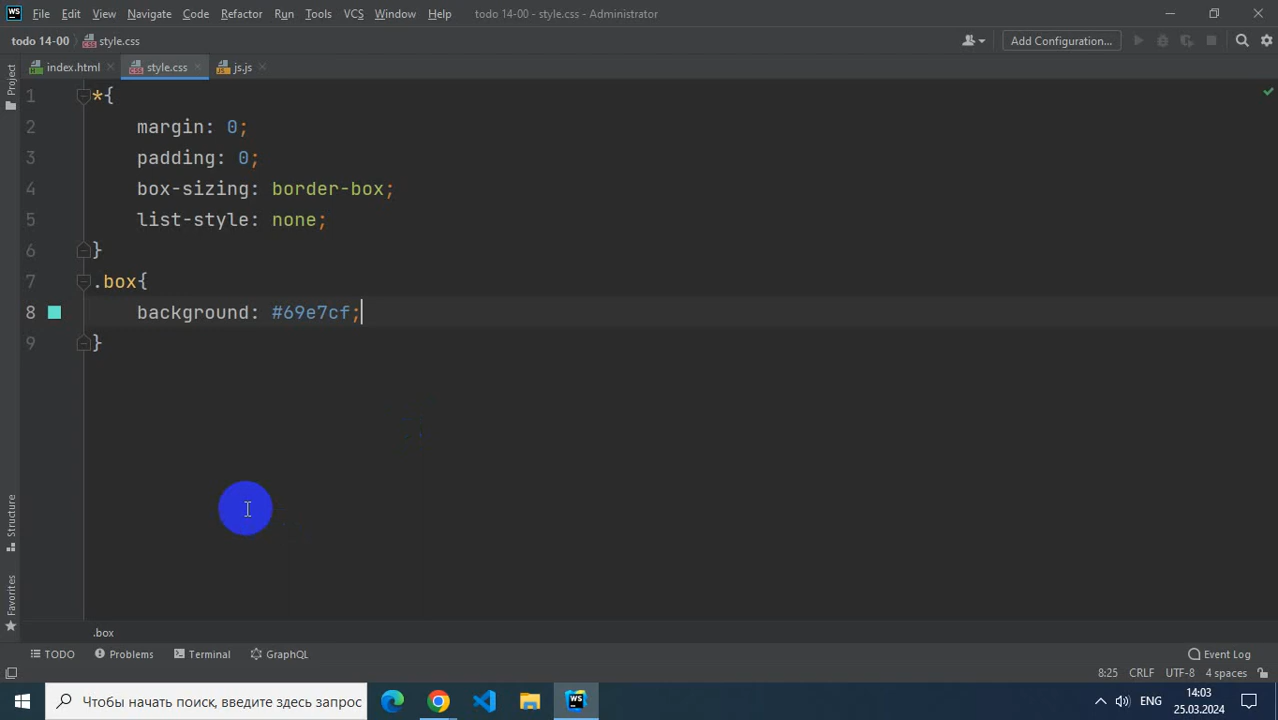 WS File Edit View Navigate Code Refactor Run Tools VCS Window Help todo 14-00 - style.css - Administrator
todo 14-00 style.css Add Configuration...
index.html style.css js.js
Project
1 *{
2 margin: 0;
3 padding: 0;
4 box-sizing: border-box;
5 list-style: none;
6 }
7 .box{
8 background: #69e7cf;
9 }
Structure
Favorites
.box
TODO Problems Terminal GraphQL Event Log
8:25 CRLF UTF-8 4 spaces
Чтобы начать поиск, введите здесь запрос WS ENG 14:03
25.03.2024